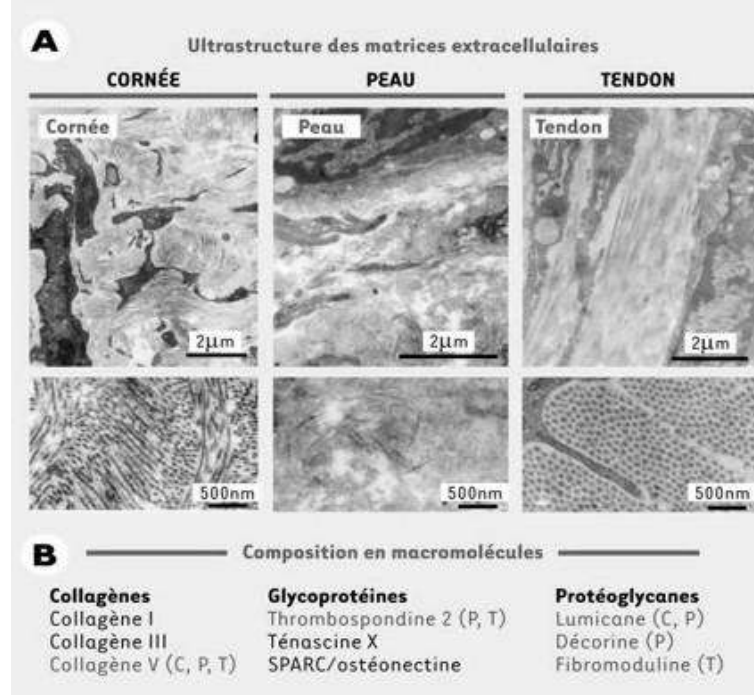 A
Ultrastructure des matrices extracellulaires
CORNÉE PEAU TENDON
Cornée Peau Tendon
2µm 2µm 2µm
500nm 500nm 500nm
B Composition en macromolécules
Collagènes Glycoprotéines Protéoglycanes
Collagène I Thrombospondine 2 (P, T) Lumicane (C, P)
Collagène III Ténascine X Décorine (P)
Collagène V (C, P, T) SPARC/ostéonectine Fibromoduline (T)